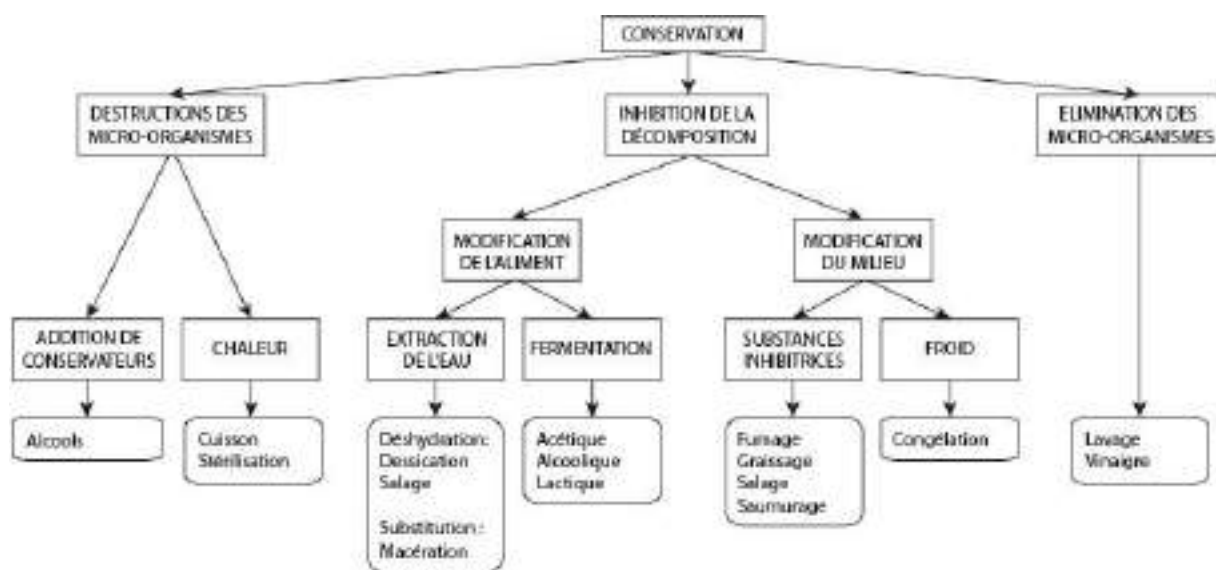 CONSERVATION
DESTRUCTIONS DES
MICRO-ORGANISMES
INHIBITION DE LA
DÉCOMPOSITION
ELIMINATION DES
MICRO-ORGANISMES
MODIFICATION
DE L'ALIMENT
MODIFICATION
DU MILIEU
ADDITION DE
CONSERVATEURS
CHALEUR
EXTRACTION
DE L'EAU
FERMENTATION
SUBSTANCES
INHIBITRICES
FROID
Alcools
Cuisson
Stérilisation
Déshydration :
Dessication
Salage
Substitution :
Macération
Acétique
Alcoolique
Lactique
Fumage
Graissage
Salage
Saumurage
Congélation
Lavage
Vinaigre